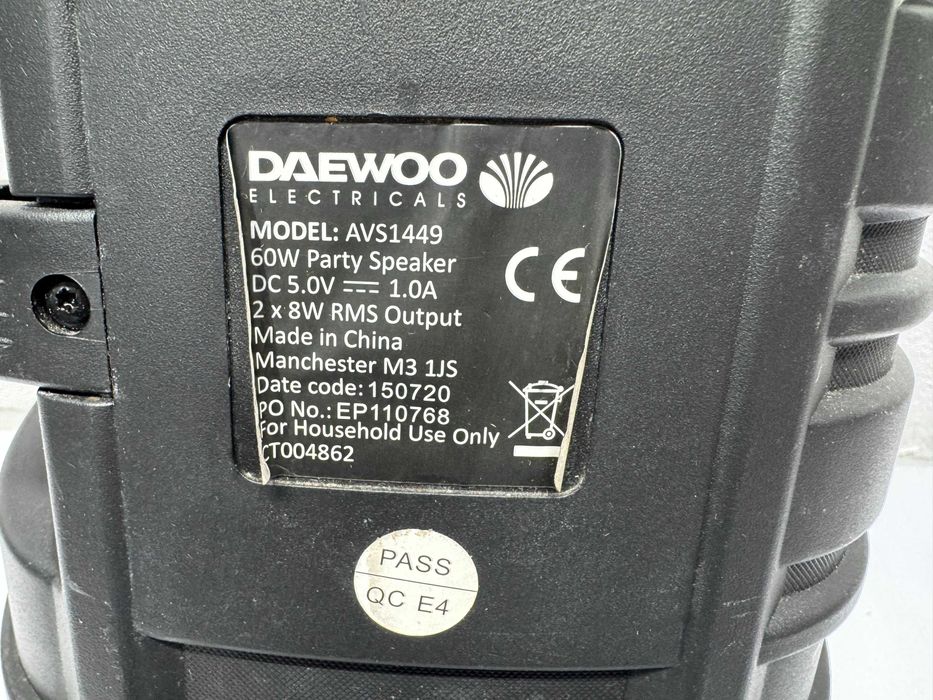 DAEWOO
ELECTRICALS
MODEL: AVS1449
60W Party Speaker
DC 5.0V ⎓ 1.0A
2 x 8W RMS Output
Made in China
Manchester M3 1JS
Date code: 150720
PO No.: EP110768
For Household Use Only
CT004862
CE
PASS
QC E4